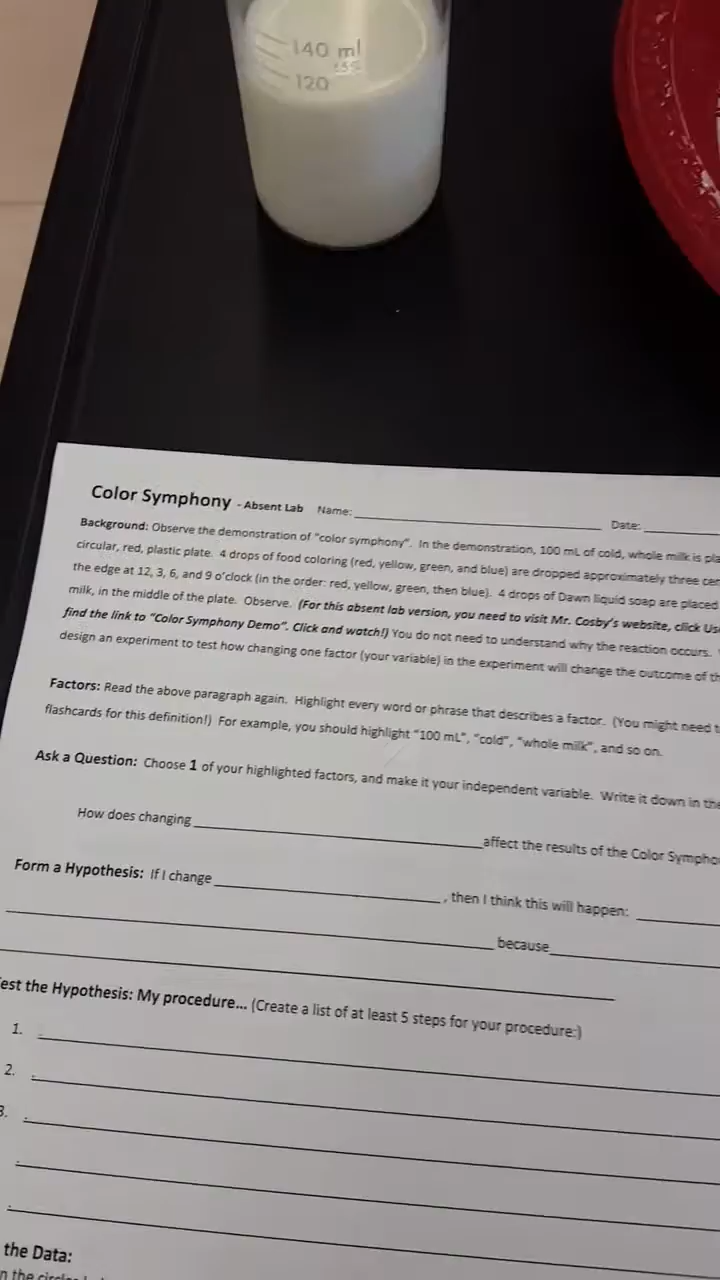 140 ml
±5%
120
Color Symphony - Absent Lab Name: Date:
Background: Observe the demonstration of "color symphony". In the demonstration, 100 mL of cold, whole milk is
circular, red, plastic plate. 4 drops of food coloring (red, yellow, green, and blue) are dropped approximately three
the edge at 12, 3, 6, and 9 o'clock (in the order: red, yellow, green, then blue). 4 drops of Dawn liquid soap are placed
milk, in the middle of the plate. Observe. (For this absent lab version, you need to visit Mr. Cosby's website, click
find the link to "Color Symphony Demo". Click and watch!) You do not need to understand why the reaction occurs.
design an experiment to test how changing one factor (your variable) in the experiment will change the outcome of
Factors: Read the above paragraph again. Highlight every word or phrase that describes a factor. (You might need
flashcards for this definition!) For example, you should highlight "100 mL", "cold", "whole milk", and so on.
Ask a Question: Choose 1 of your highlighted factors, and make it your independent variable. Write it down in
How does changing affect the results of the Color
Form a Hypothesis: If I change , then I think this will happen:
because
est the Hypothesis: My procedure... (Create a list of at least 5 steps for your procedure:)
1.
2.
3.
the Data: